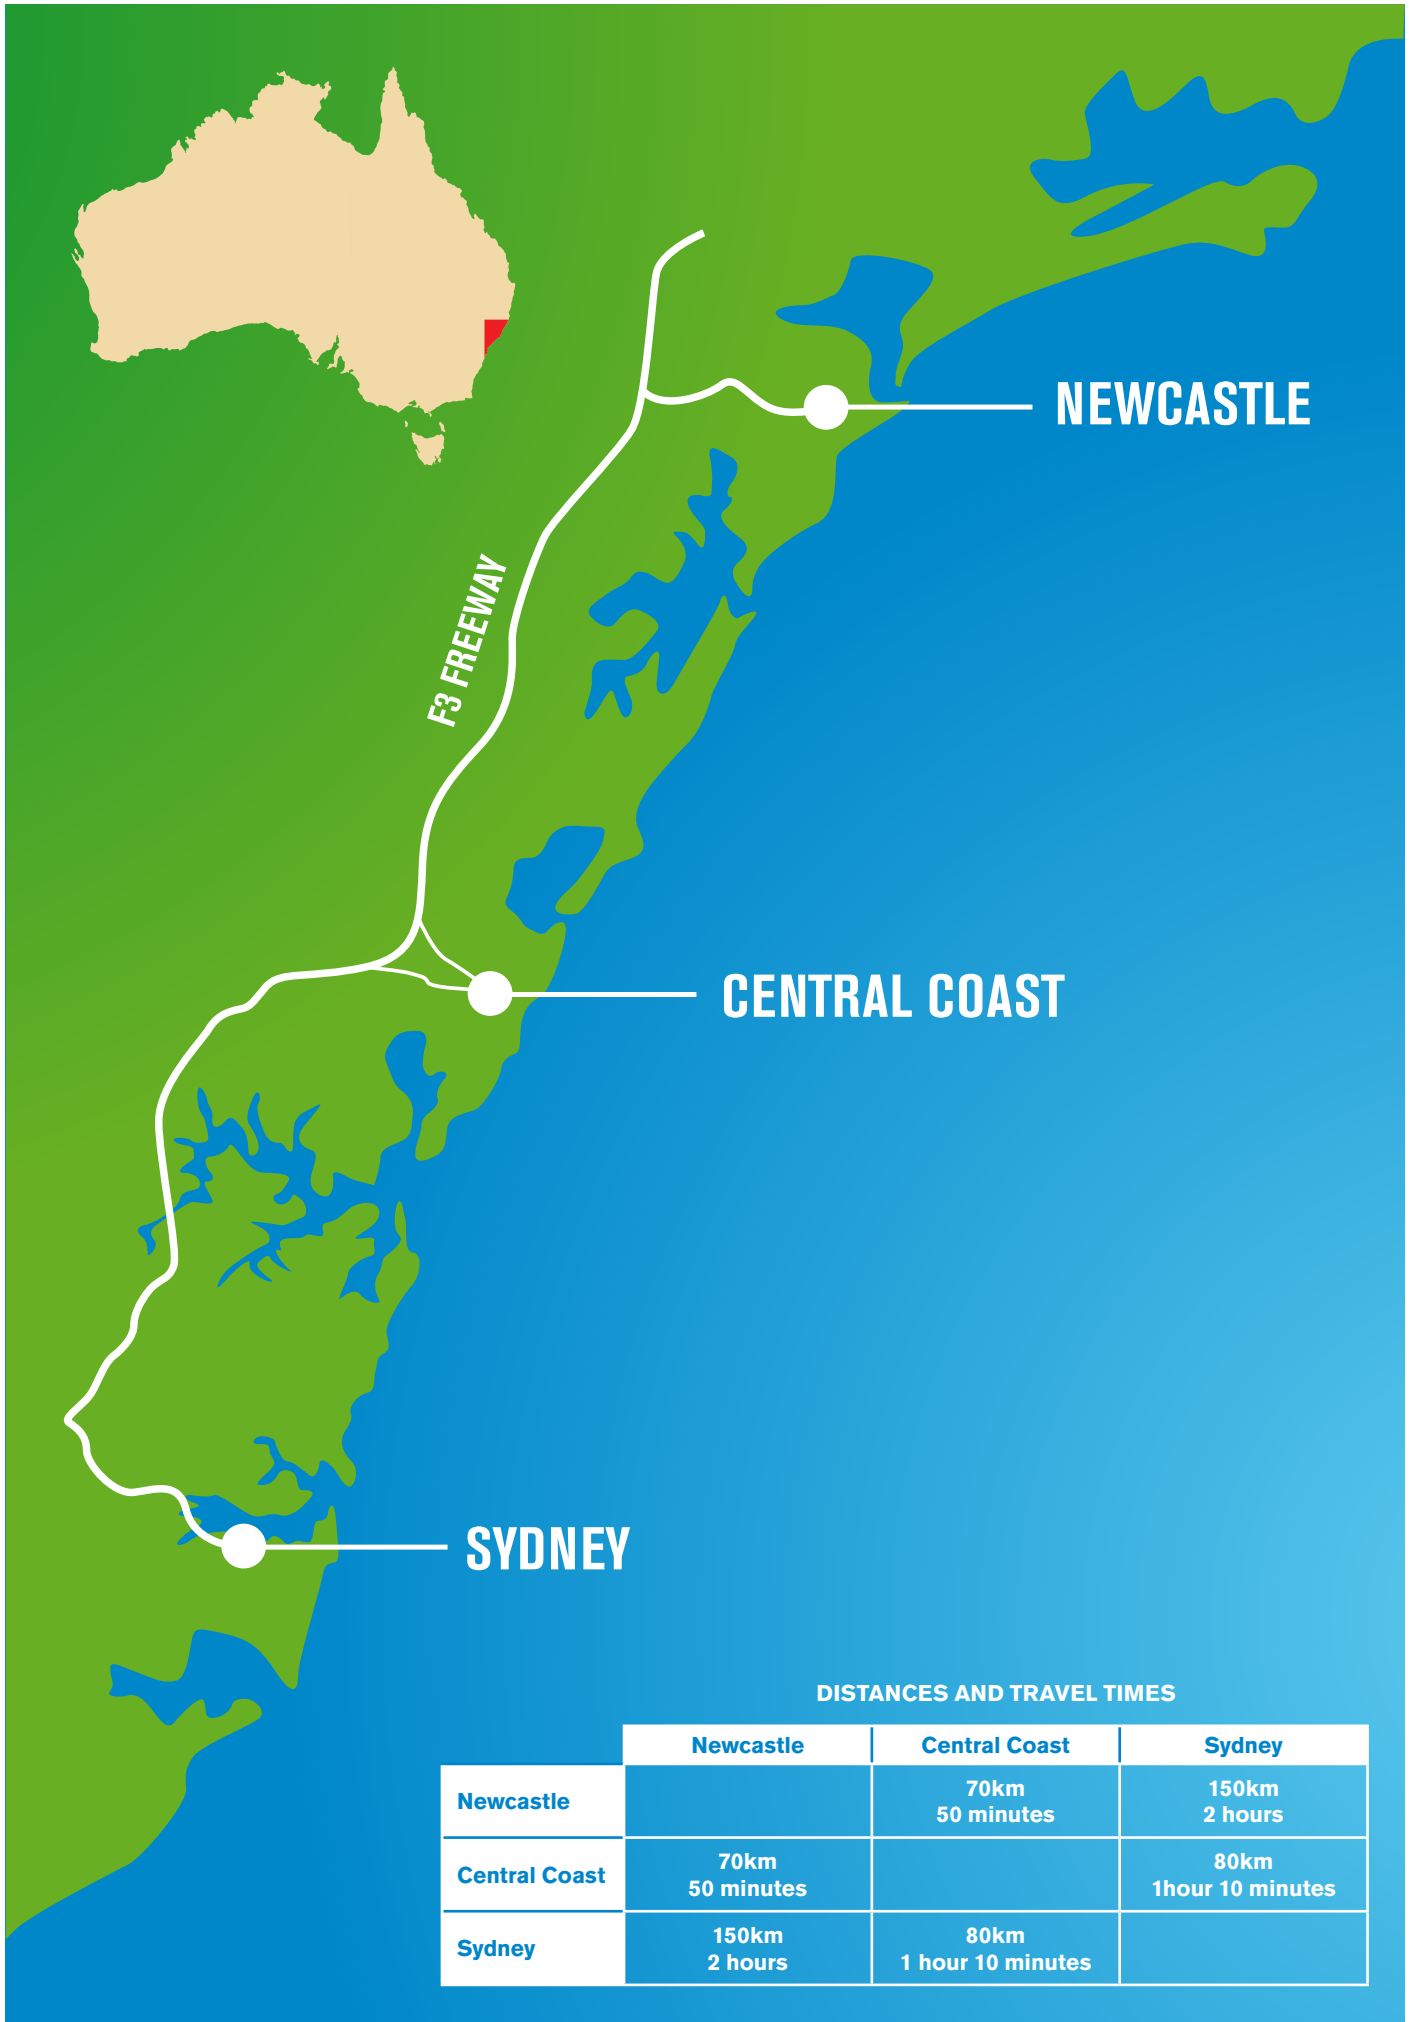 NEWCASTLE
F3 FREEWAY
CENTRAL COAST
SYDNEY
DISTANCES AND TRAVEL TIMES
Newcastle Central Coast Sydney
Newcastle
70km
50 minutes
150km
2 hours
Central Coast
70km
50 minutes
80km
1hour 10 minutes
Sydney
150km
2 hours
80km
1 hour 10 minutes